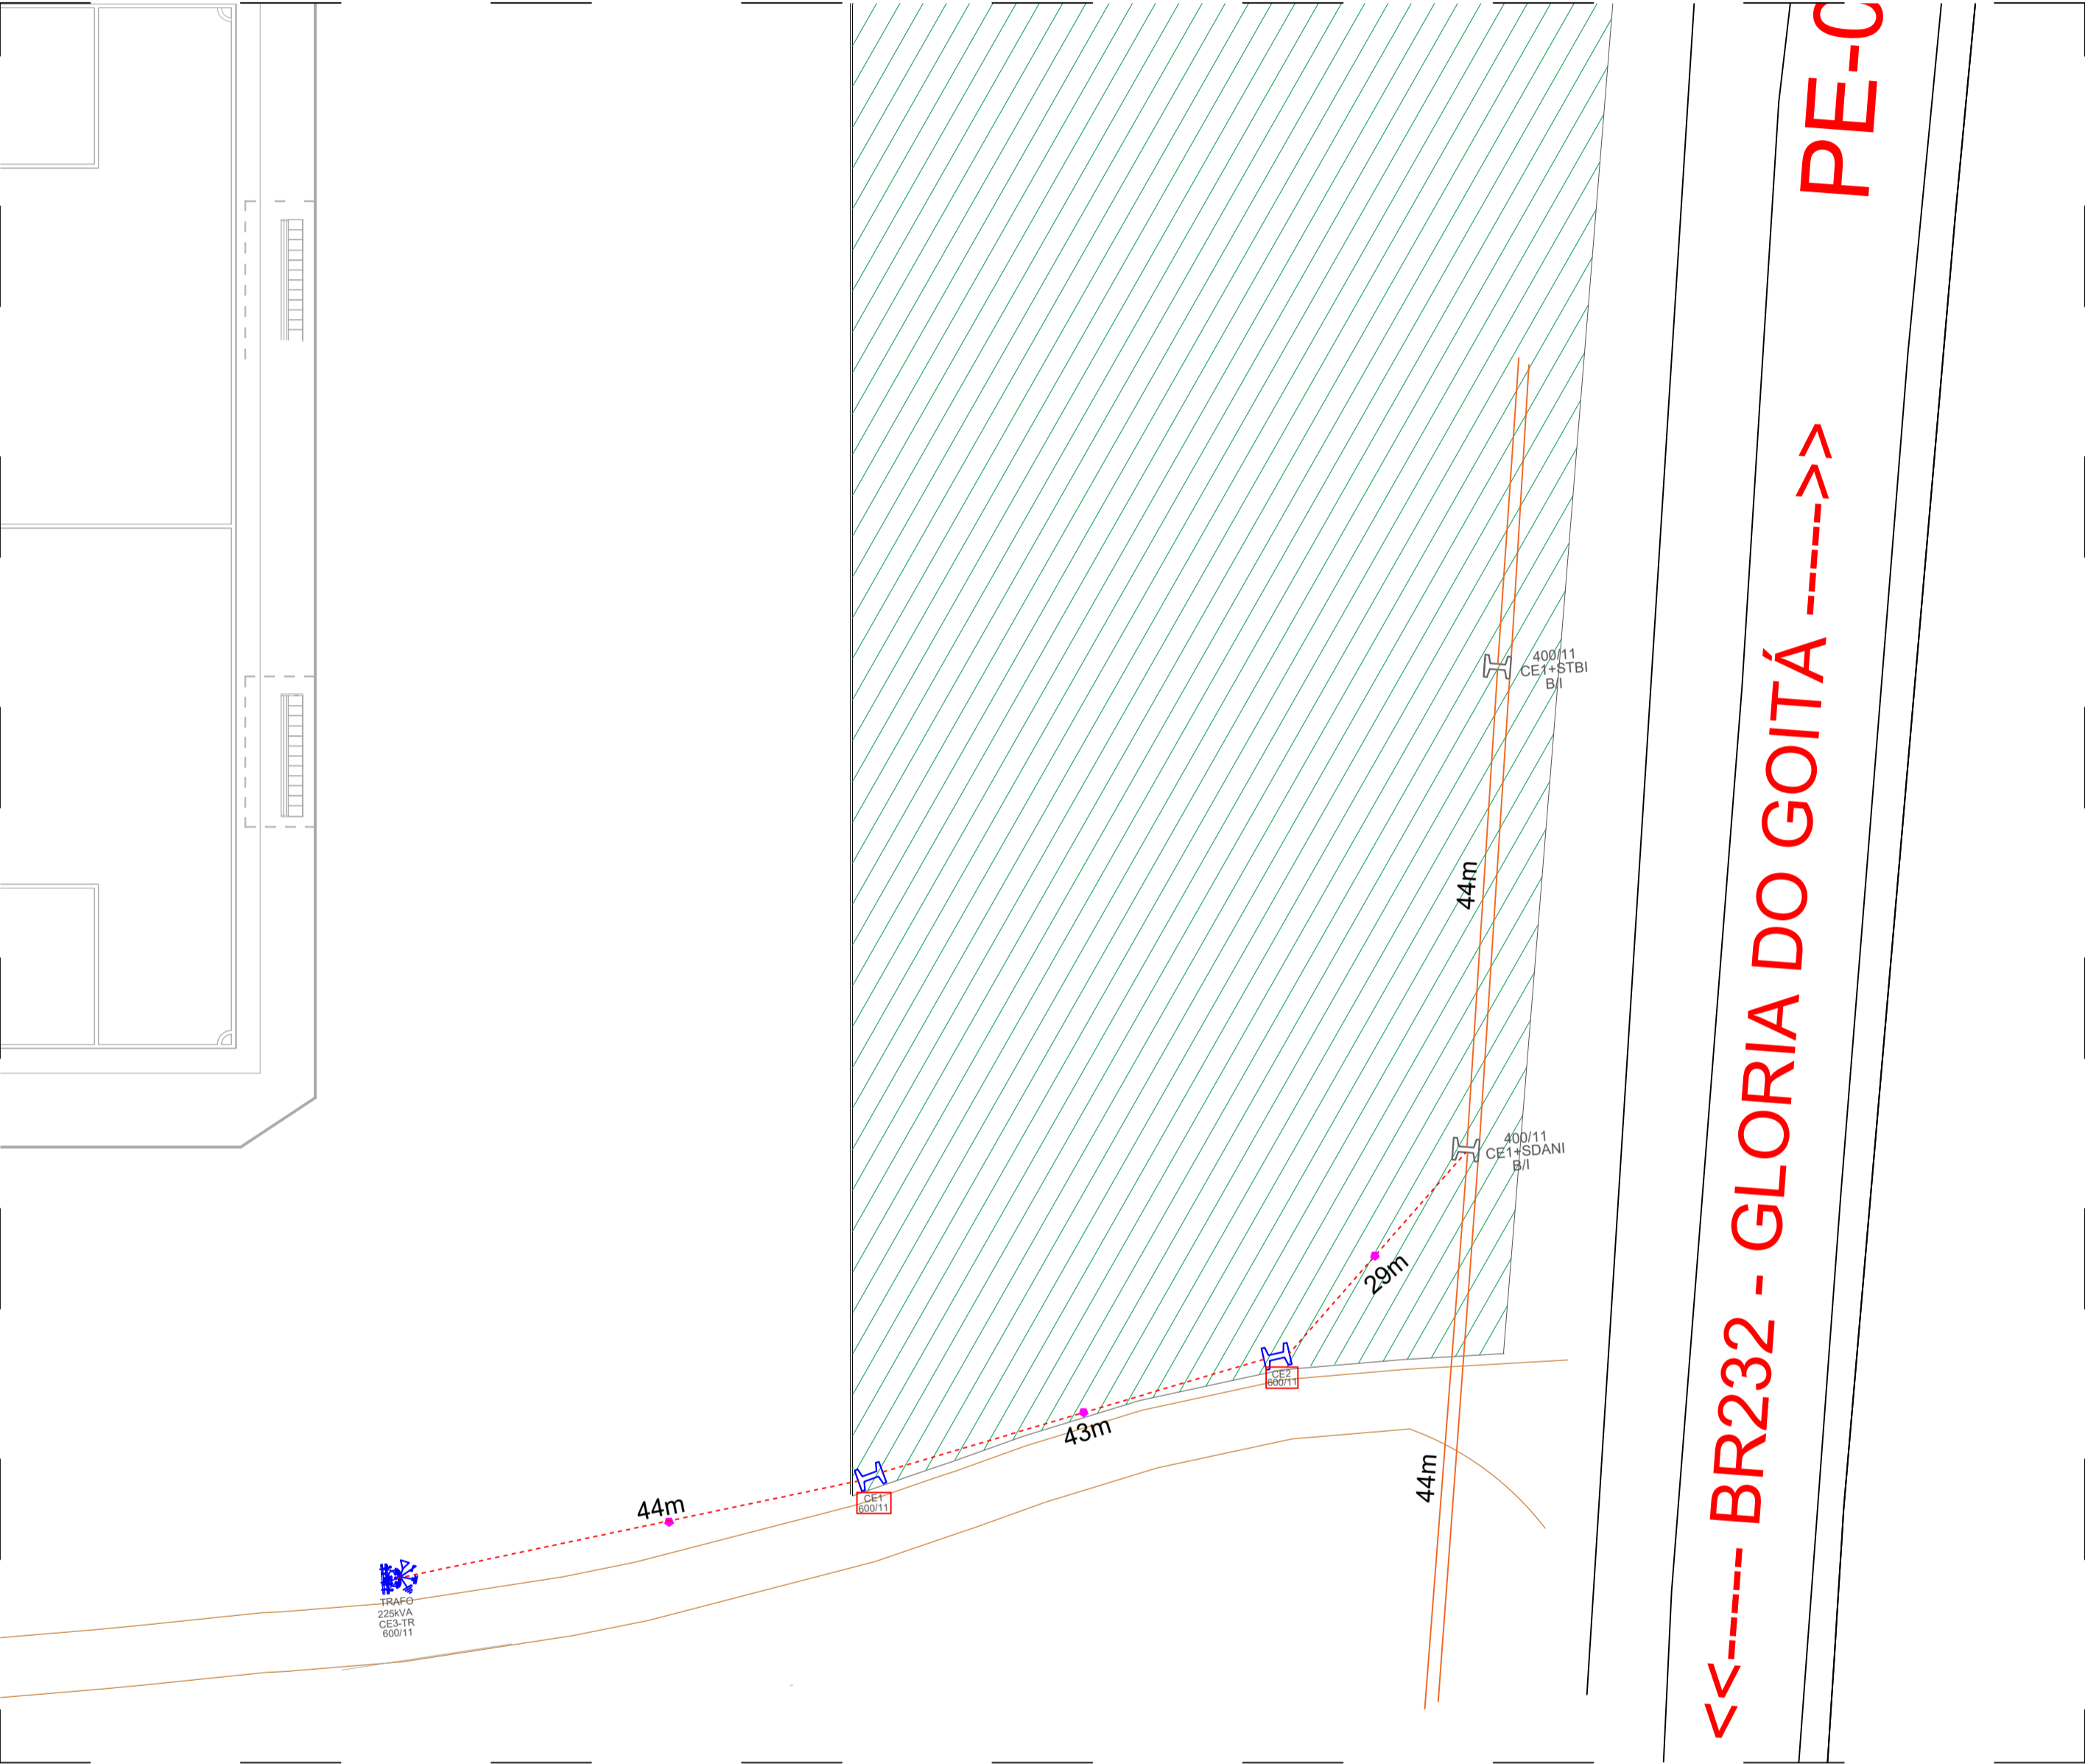 PE-0
400/11
CE1+STBI
B/I
44m
<<----- BR232 - GLORIA DO GOITÁ ----->>
400/11
CE1+SDANI
B/I
29m
CE2
600/11
43m
44m
CE1
600/11
44m
TRAFO
225kVA
CE3-TR
600/11